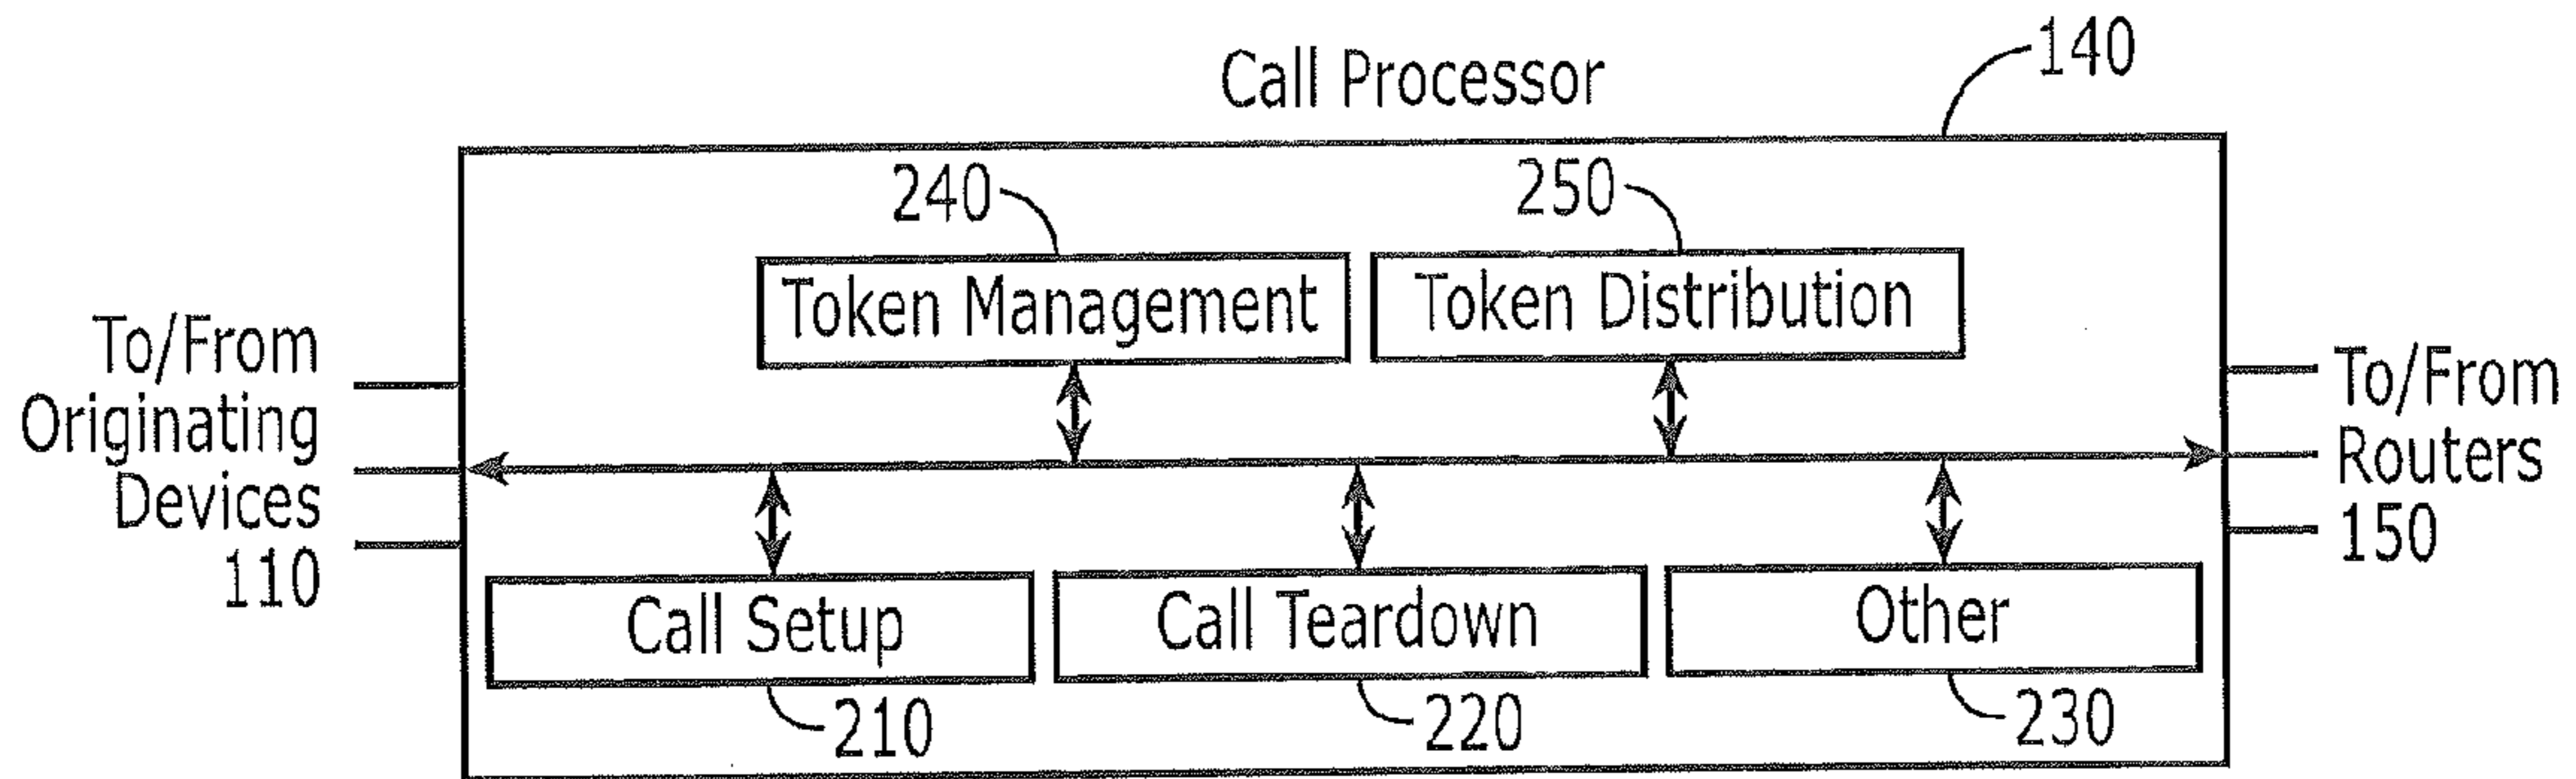 Call Processor
140
240
250
Token Management
Token Distribution
To/From
Originating
Devices
110
To/From
Routers
150
Call Setup
Call Teardown
Other
210
220
230